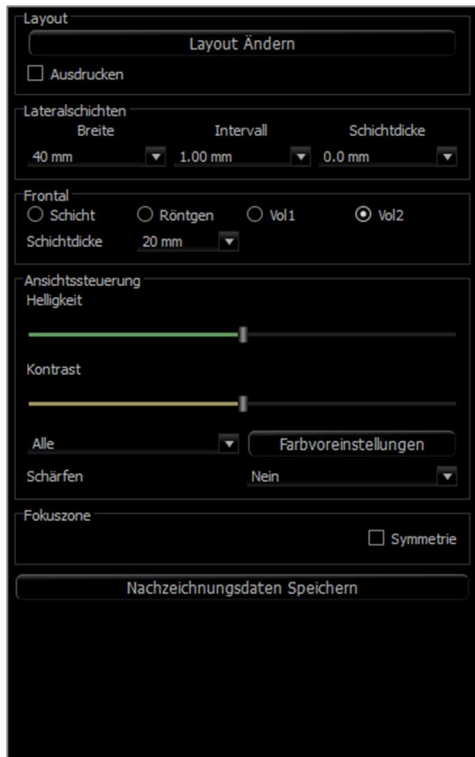 Layout
Layout Ändern
Ausdrucken
Lateralschichten
Breite Intervall Schichtdicke
40 mm 1.00 mm 0.0 mm
Frontal
Schicht Röntgen Vol1 Vol2
Schichtdicke 20 mm
Ansichtssteuerung
Helligkeit
Kontrast
Alle Farbvoreinstellungen
Schärfen Nein
Fokuszone
Symmetrie
Nachzeichnungsdaten Speichern